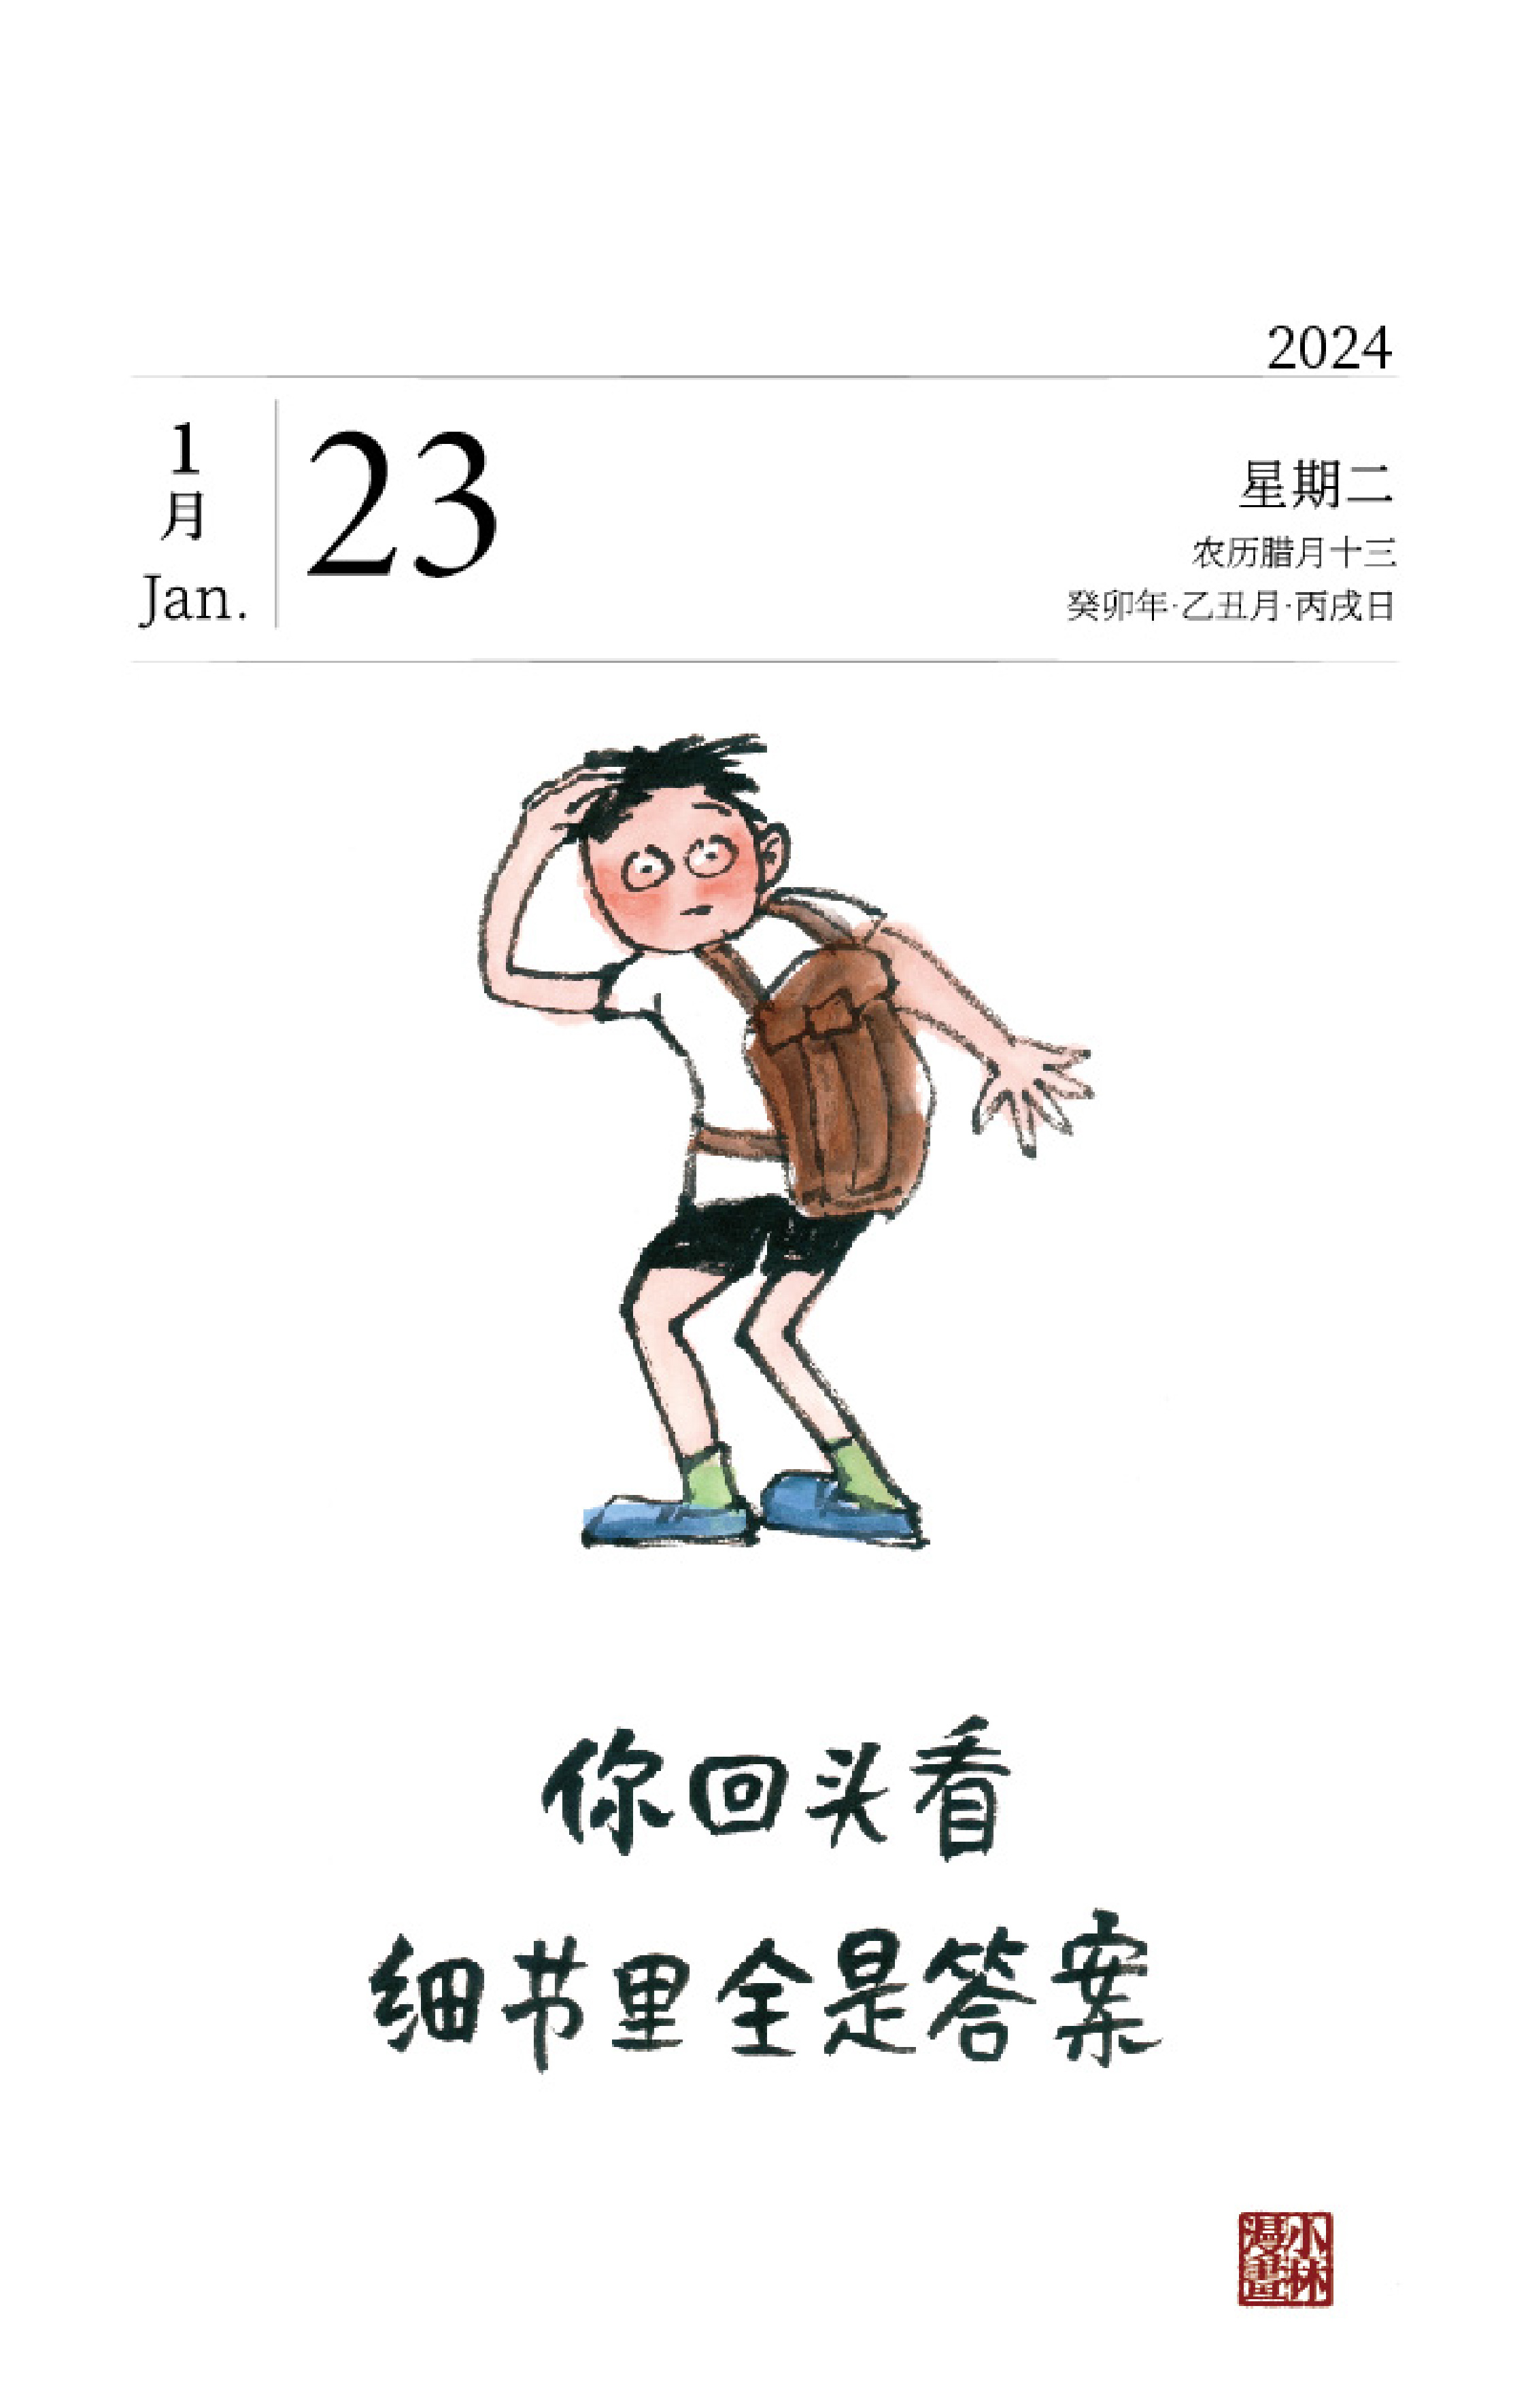 2024
1
月
Jan.
23
星期二
农历腊月十三
癸卯年·乙丑月·丙戌日
你回头看
细节里全是答案
小林
漫畫